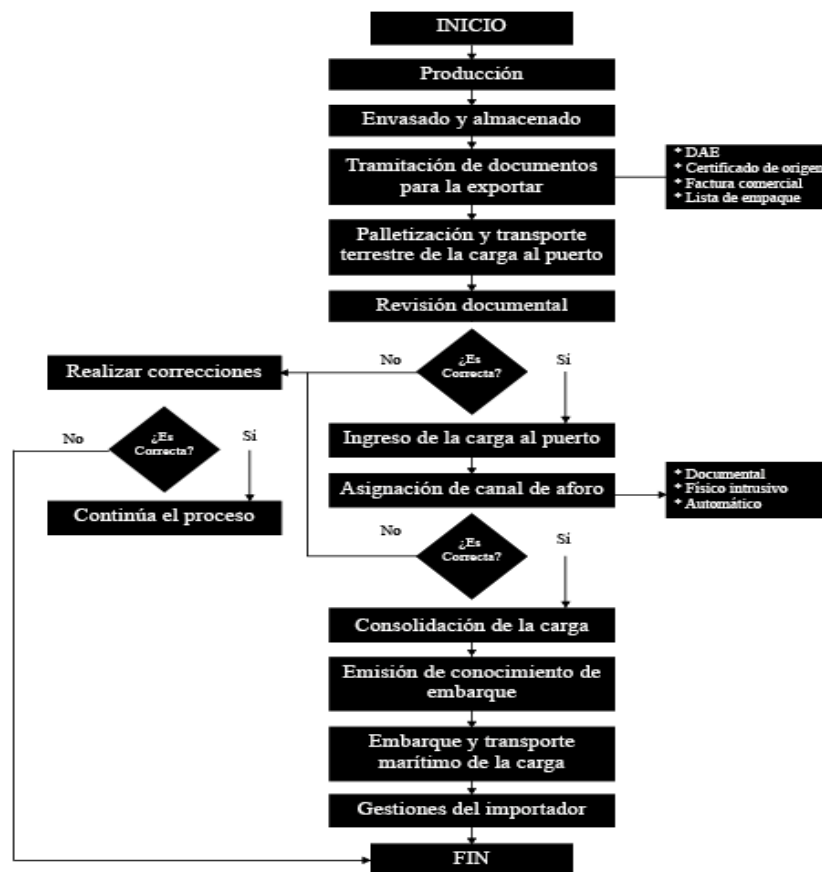 INICIO
Producción
Envasado y almacenado
Tramitación de documentos
para la exportar
* DAE
* Certificado de origen
* Factura comercial
* Lista de empaque
Palletización y transporte
terrestre de la carga al puerto
Revisión documental
No
¿Es
Correcta?
Si
Realizar correcciones
No
¿Es
Correcta?
Si
Continúa el proceso
Ingreso de la carga al puerto
Asignación de canal de aforo
* Documental
* Físico intrusivo
* Automático
No
¿Es
Correcta?
Si
Consolidación de la carga
Emisión de conocimiento de
embarque
Embarque y transporte
marítimo de la carga
Gestiones del importador
FIN